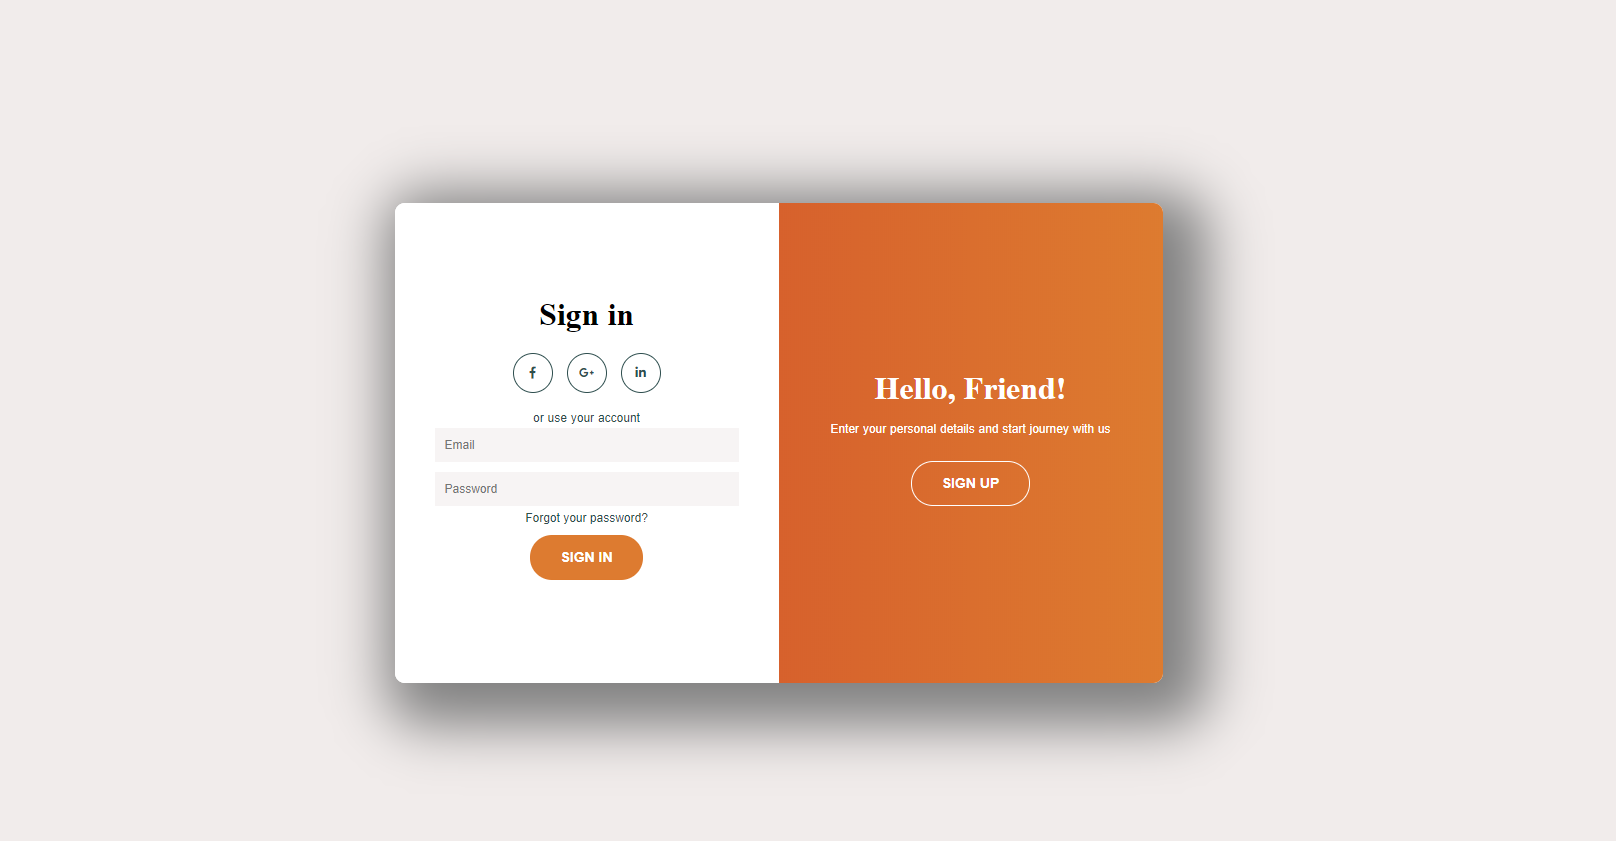 Sign in
f
G+
in
or use your account
Email
Password
Forgot your password?
SIGN IN
Hello, Friend!
Enter your personal details and start journey with us
SIGN UP